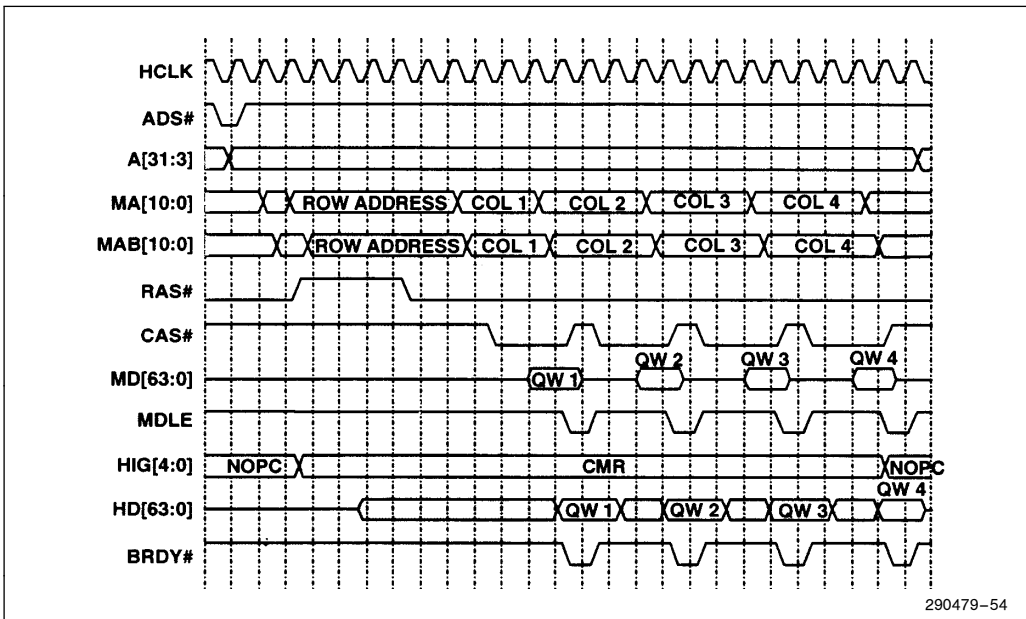 HCLK
ADS#
A[31:3]
MA[10:0] ROW ADDRESS COL 1 COL 2 COL 3 COL 4
MAB[10:0] ROW ADDRESS COL 1 COL 2 COL 3 COL 4
RAS#
CAS#
QW 2 QW 3 QW 4
MD[63:0] QW 1
MDLE
HIG[4:0] NOPC CMR NOPC
QW 4
HD[63:0] QW 1 QW 2 QW 3
BRDY#
290479–54